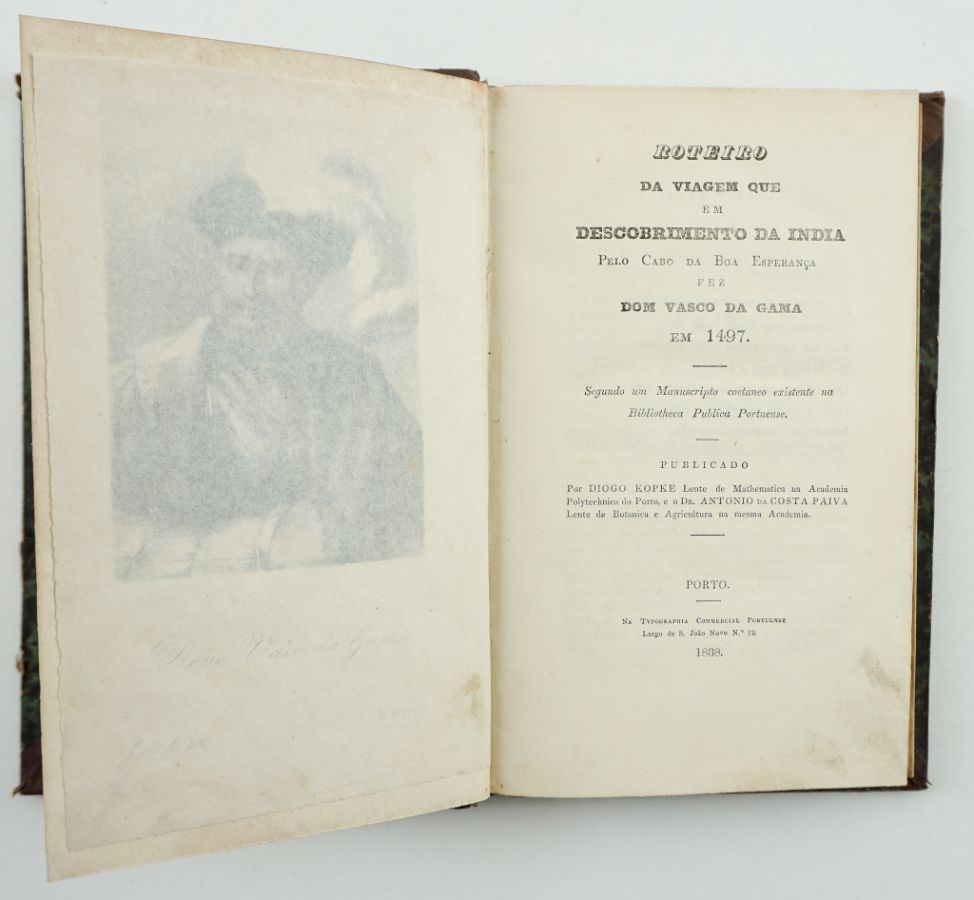 Dom Vasco da Gama
ROTEIRO
DA VIAGEM QUE
EM
DESCOBRIMENTO DA INDIA
PELO CABO DA BOA ESPERANÇA
FEZ
DOM VASCO DA GAMA
EM 1497.
Segundo um Manuscripto coetaneo existente na
Bibliotheca Publica Portuense.
PUBLICADO
Por DIOGO KOPKE Lente de Mathematica na Academia
Polytechnica do Porto, e o DR. ANTONIO DA COSTA PAIVA
Lente de Botanica e Agricultura na mesma Academia.
PORTO.
NA TYPOGRAPHIA COMMERCIAL PORTUENSE
Largo de S. João Novo N.º 12.
1838.